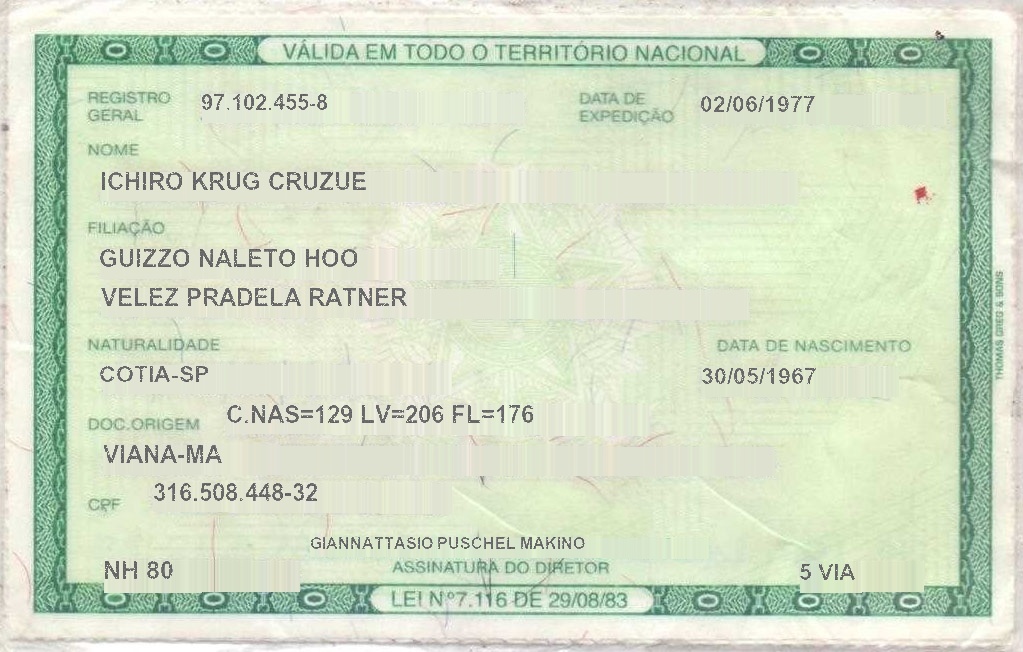 VÁLIDA EM TODO O TERRITÓRIO NACIONAL
REGISTRO GERAL 97.102.455-8 DATA DE EXPEDIÇÃO 02/06/1977
NOME
ICHIRO KRUG CRUZUE
FILIAÇÃO
GUIZZO NALETO HOO
VELEZ PRADELA RATNER
NATURALIDADE DATA DE NASCIMENTO
COTIA-SP 30/05/1967
DOC.ORIGEM C.NAS=129 LV=206 FL=176
VIANA-MA
CPF 316.508.448-32
GIANNATTASIO PUSCHEL MAKINO
NH 80 ASSINATURA DO DIRETOR 5 VIA
LEI Nº7.116 DE 29/08/83
THOMAS GREG & SONS